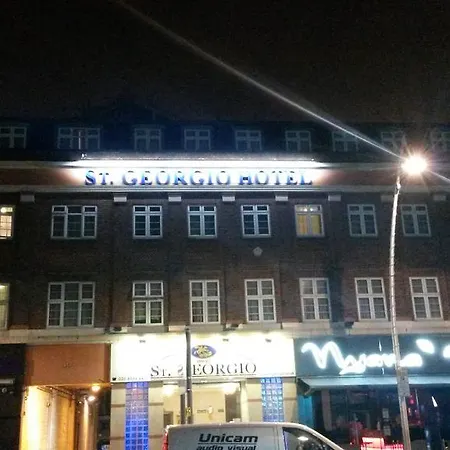 ST. GEORGIO HOTEL
ST. GEORGIO
Unicam
audio visual